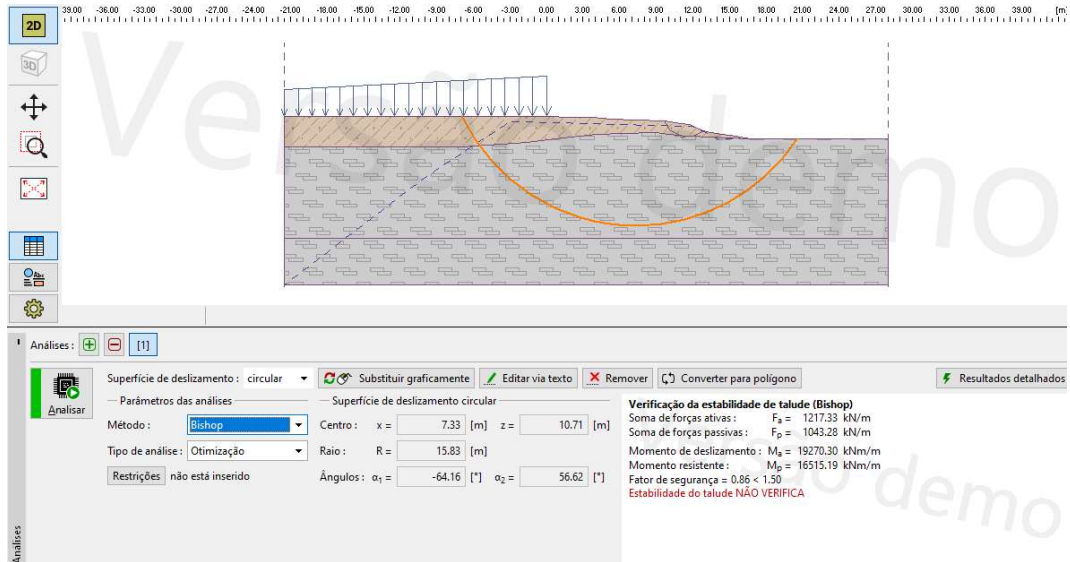 39.00 -36.00 -33.00 -30.00 -27.00 -24.00 -21.00 -18.00 -15.00 -12.00 -9.00 -6.00 -3.00 0.00 3.00 6.00 9.00 12.00 15.00 18.00 21.00 24.00 27.00 30.00 33.00 36.00 39.00 [m]
2D
3D
Versão demo
Análises : [1]
Analisar
Superfície de deslizamento : circular Substituir graficamente Editar via texto Remover Converter para polígono Resultados detalhados
Parâmetros das análises
Método : Bishop
Tipo de análise : Otimização
Restrições não está inserido
Superfície de deslizamento circular
Centro : x = 7.33 [m] z = 10.71 [m]
Raio : R = 15.83 [m]
Ângulos : α1 = -64.16 [°] α2 = 56.62 [°]
Verificação da estabilidade de talude (Bishop)
Soma de forças ativas : Fa = 1217.33 kN/m
Soma de forças passivas : Fp = 1043.28 kN/m
Momento de deslizamento : Ma = 19270.30 kNm/m
Momento resistente : Mp = 16515.19 kNm/m
Fator de segurança = 0.86 < 1.50
Estabilidade do talude NÃO VERIFICA
Versão demo
Análises